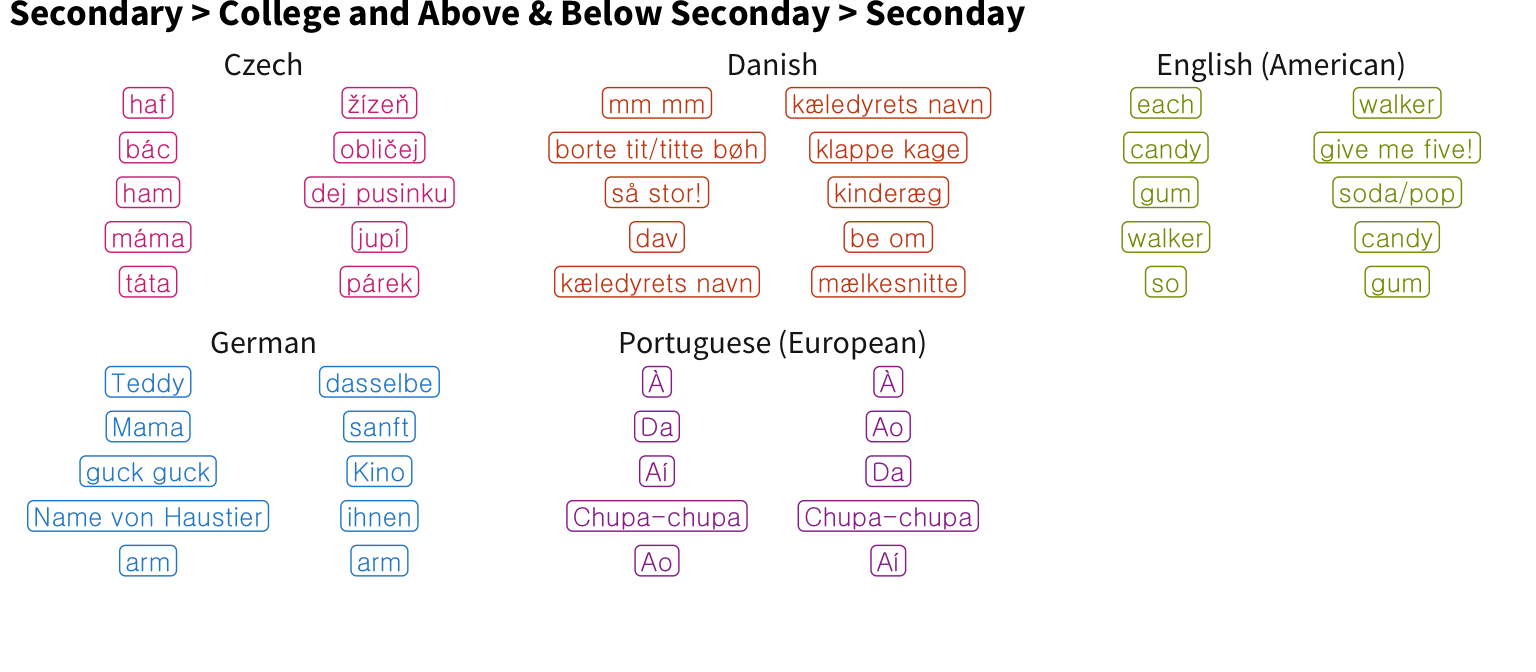 Secondary > College and Above & Below Seconday > Seconday
Czech
haf žízeň
bác obličej
ham dej pusinku
máma jupí
táta párek
Danish
mm mm kæledyrets navn
borte tit/titte bøh klappe kage
så stor! kinderæg
dav be om
kæledyrets navn mælkesnitte
English (American)
each walker
candy give me five!
gum soda/pop
walker candy
so gum
German
Teddy dasselbe
Mama sanft
guck guck Kino
Name von Haustier ihnen
arm arm
Portuguese (European)
À À
Da Ao
Aí Da
Chupa-chupa Chupa-chupa
Ao Aí